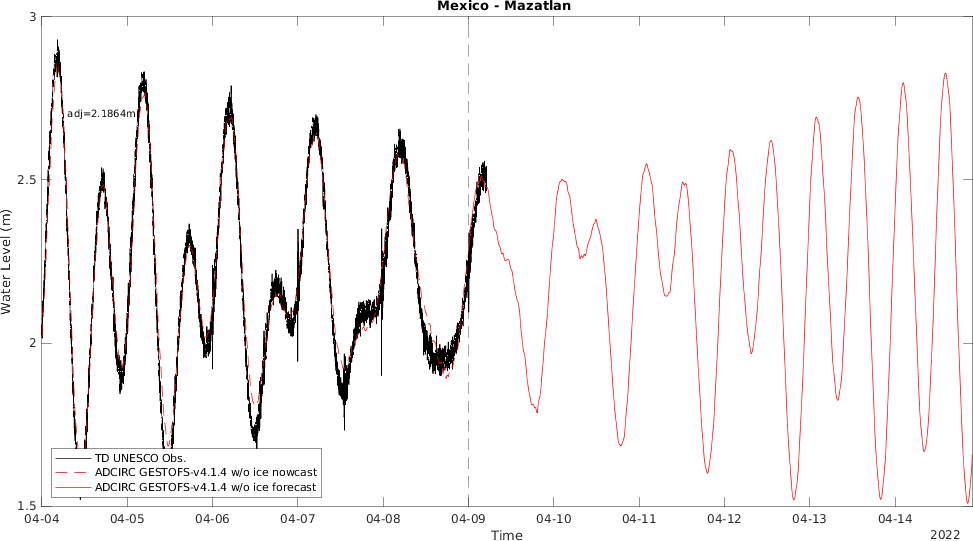 Mexico - Mazatlan
3
adj=2.1864m
2.5
Water Level (m)
2
TD UNESCO Obs.
ADCIRC GESTOFS-v4.1.4 w/o ice nowcast
ADCIRC GESTOFS-v4.1.4 w/o ice forecast
1.5
04-04 04-05 04-06 04-07 04-08 04-09 04-10 04-11 04-12 04-13 04-14
Time
2022